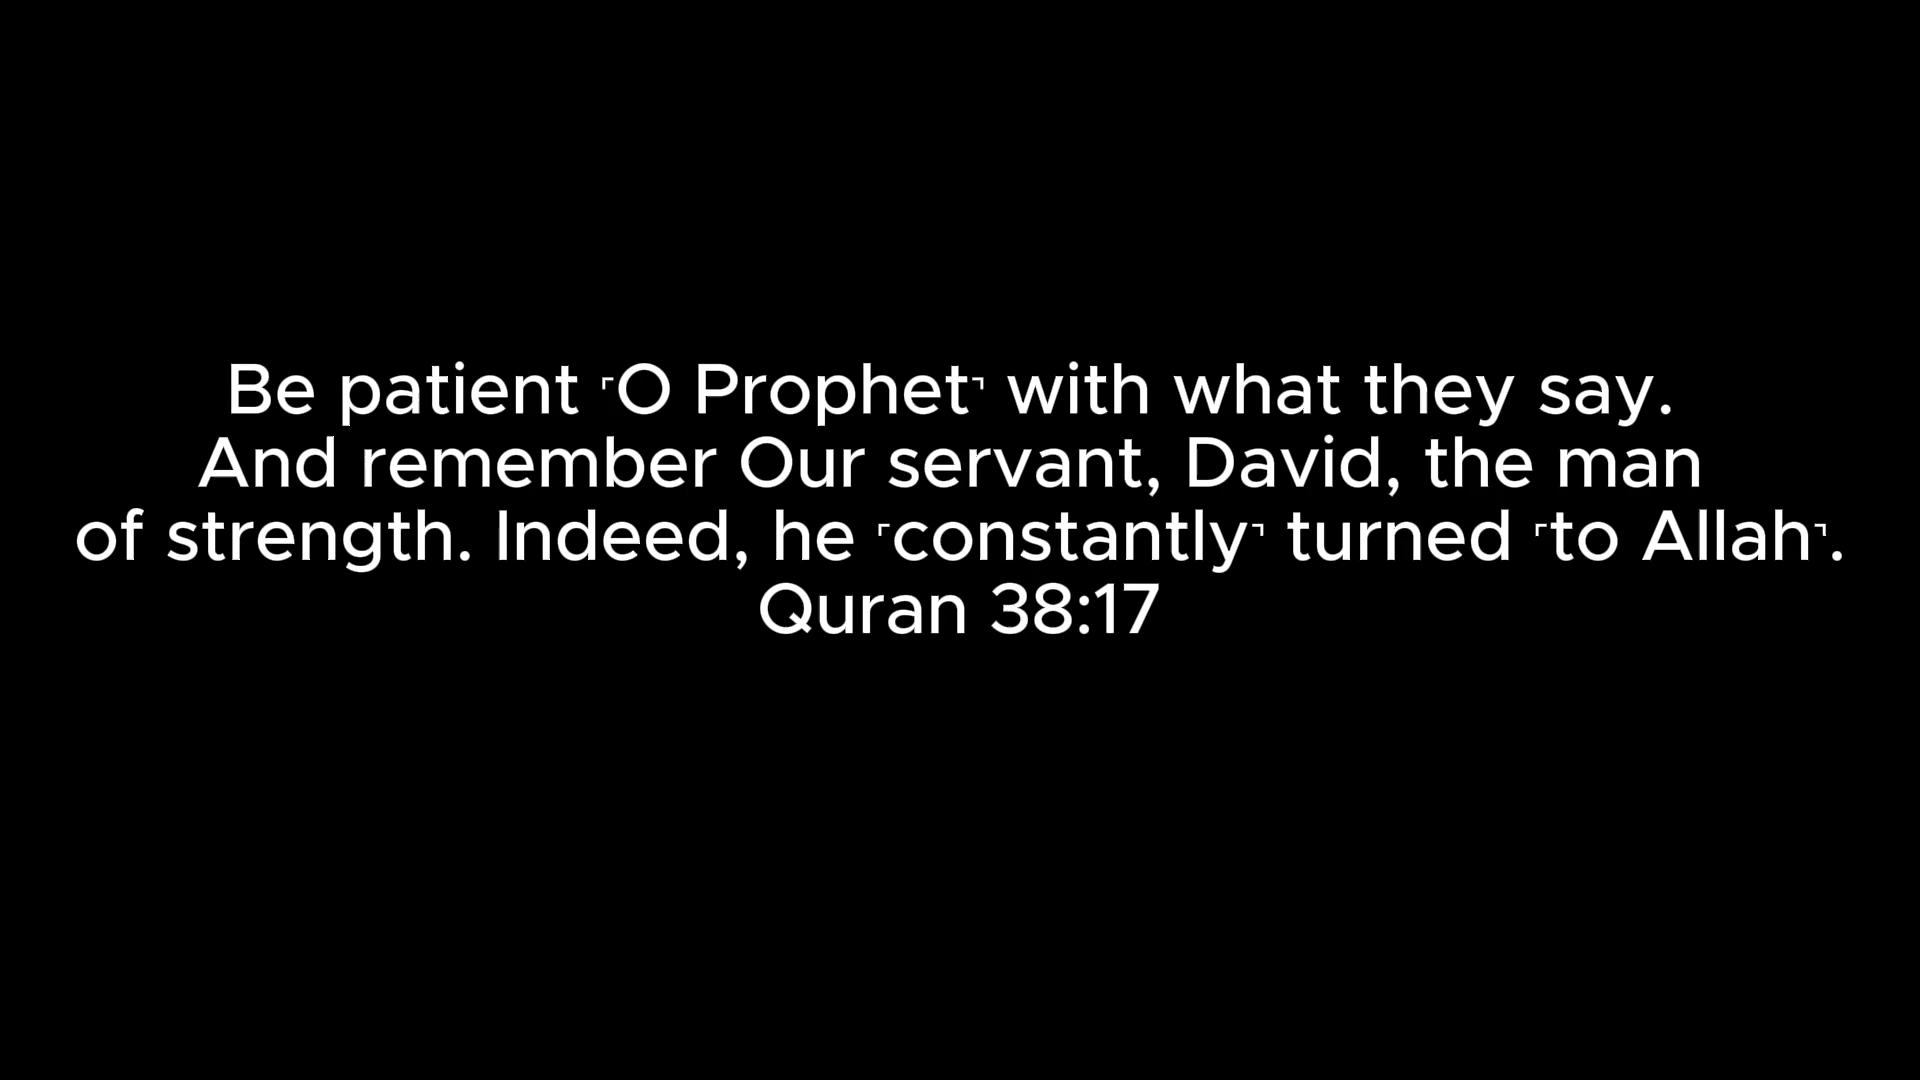 Be patient ˹O Prophet˺ with what they say.
And remember Our servant, David, the man
of strength. Indeed, he ˹constantly˺ turned ˹to Allah˺.
Quran 38:17